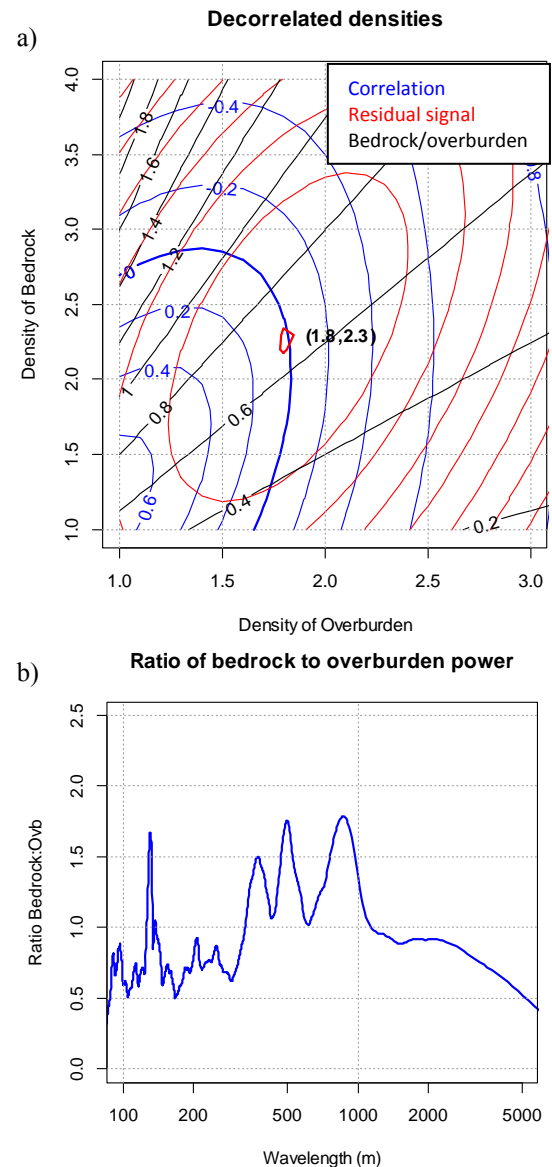 Decorrelated densities
a)
Correlation
Residual signal
Bedrock/overburden
4.0
3.5
3.0
2.5
2.0
1.5
1.0
Density of Bedrock
1.8
1.6
1.4
1.2
1
0.8
0.6
0.4
0.2
-0.4
-0.2
0
0.2
0.4
0.6
0.8
(1.8,2.3)
1.0 1.5 2.0 2.5 3.0
Density of Overburden
Ratio of bedrock to overburden power
b)
2.5
2.0
1.5
1.0
0.5
0.0
Ratio Bedrock:Ovb
100 200 500 1000 2000 5000
Wavelength (m)